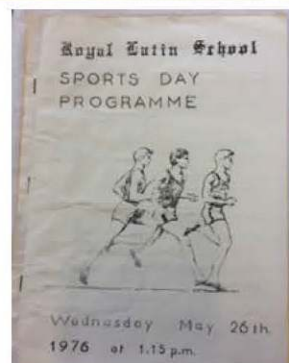 Royal Latin School
SPORTS DAY
PROGRAMME
Wednesday May 26th
1976 at 1.15 p.m.